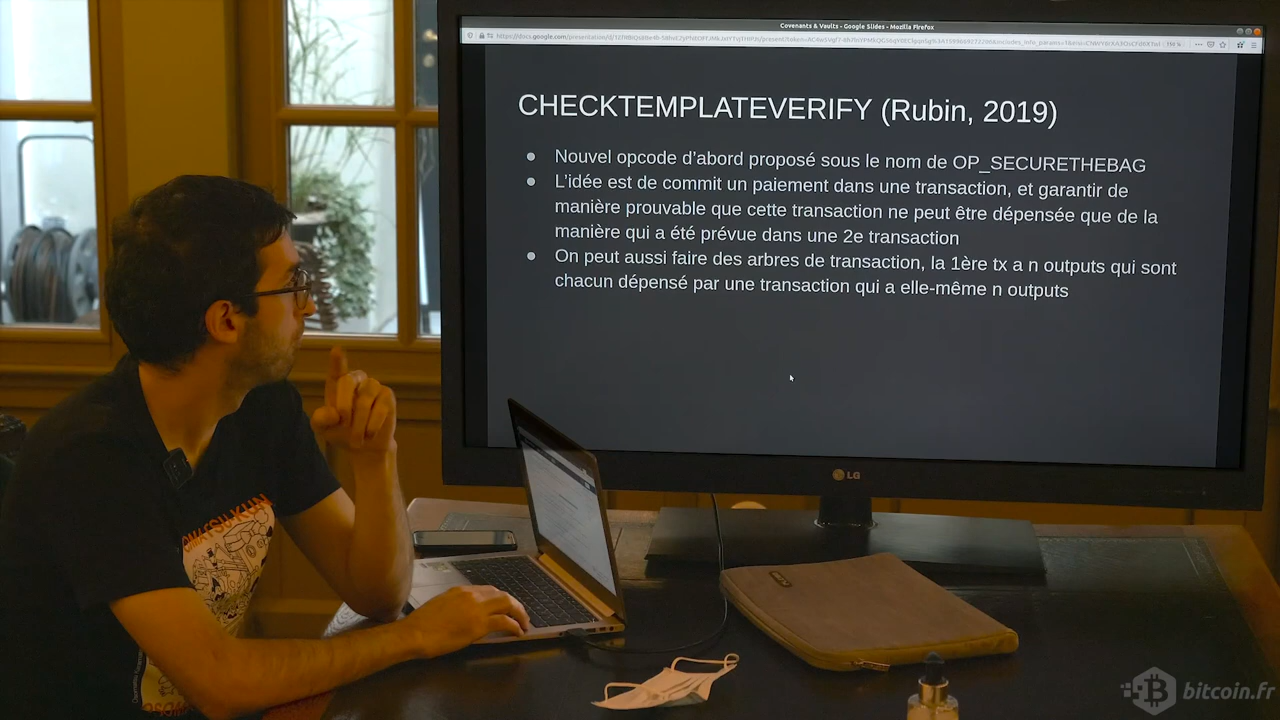 Covenants & Vaults - Google Slides - Mozilla Firefox
CHECKTEMPLATEVERIFY (Rubin, 2019)
Nouvel opcode d'abord proposé sous le nom de OP_SECURETHEBAG
L'idée est de commit un paiement dans une transaction, et garantir de
manière prouvable que cette transaction ne peut être dépensée que de la
manière qui a été prévue dans une 2e transaction
On peut aussi faire des arbres de transaction, la 1ère tx a n outputs qui sont
chacun dépensé par une transaction qui a elle-même n outputs
LG
bitcoin.fr